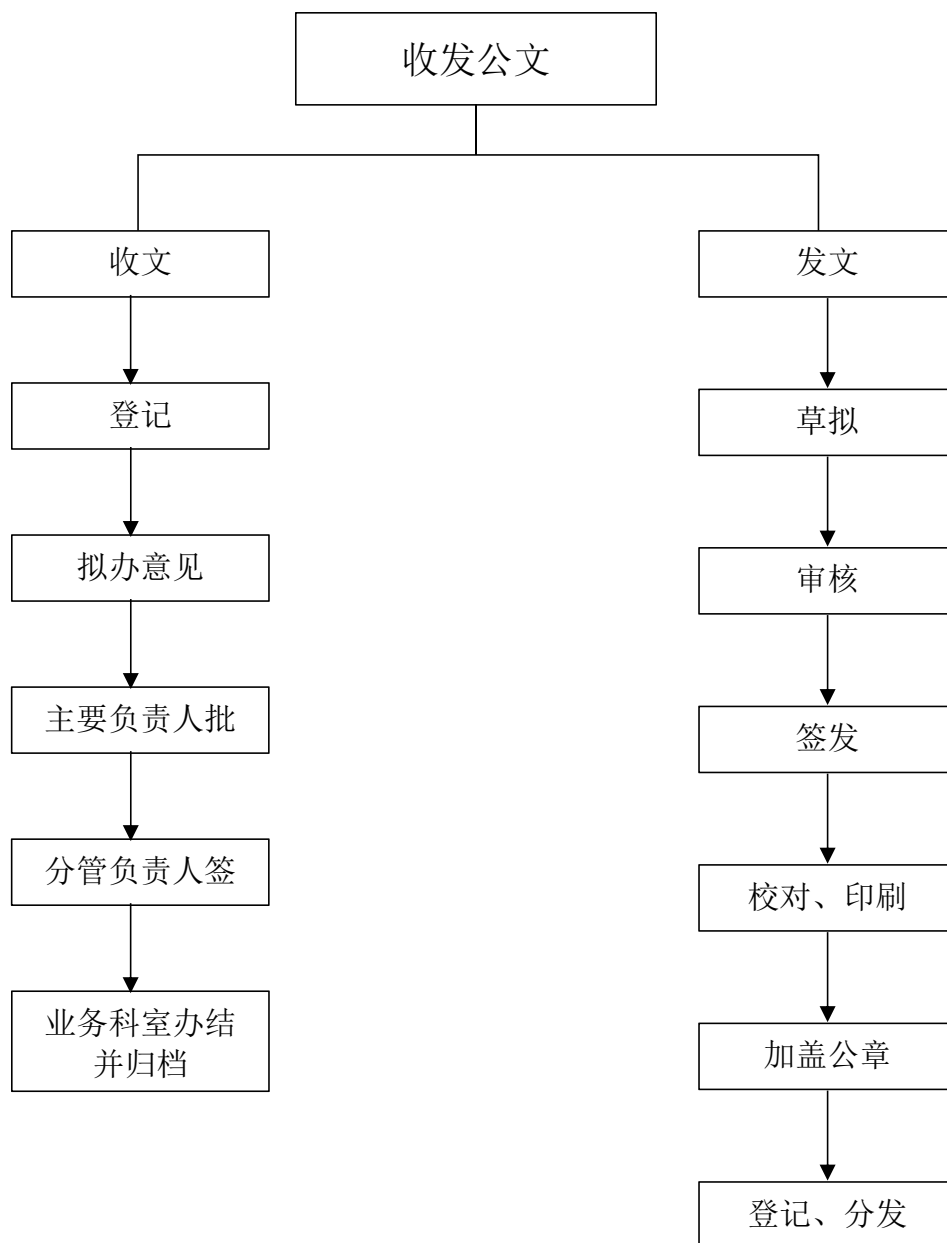 收发公文
收文
发文
登记
草拟
拟办意见
审核
主要负责人批
签发
分管负责人签
校对、印刷
业务科室办结
并归档
加盖公章
登记、分发